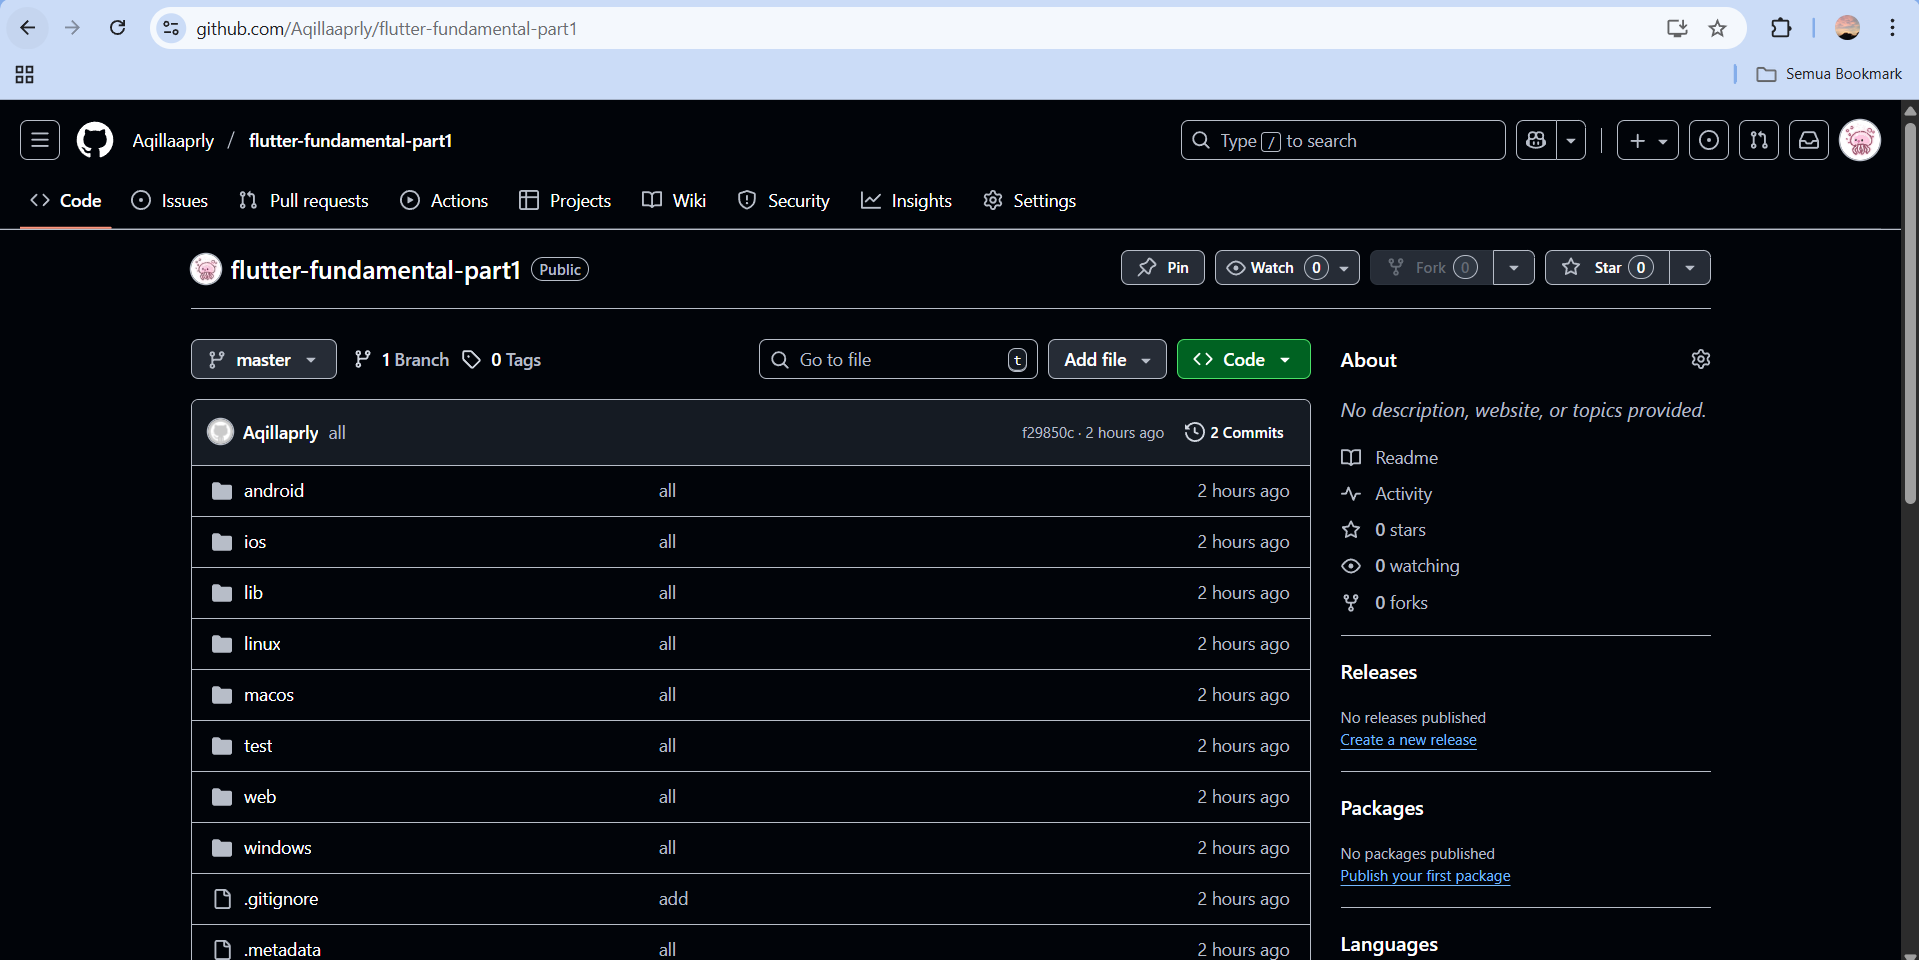 github.com/Aqillaaprly/flutter-fundamental-part1
Semua Bookmark
Aqillaaprly / flutter-fundamental-part1
Type / to search
Code Issues Pull requests Actions Projects Wiki Security Insights Settings
flutter-fundamental-part1 Public
Pin Watch 0 Fork 0 Star 0
master 1 Branch 0 Tags Go to file t Add file Code
Aqillaprly all f29850c · 2 hours ago 2 Commits
android all 2 hours ago
ios all 2 hours ago
lib all 2 hours ago
linux all 2 hours ago
macos all 2 hours ago
test all 2 hours ago
web all 2 hours ago
windows all 2 hours ago
.gitignore add 2 hours ago
.metadata all 2 hours ago
About
No description, website, or topics provided.
Readme
Activity
0 stars
0 watching
0 forks
Releases
No releases published
Create a new release
Packages
No packages published
Publish your first package
Languages